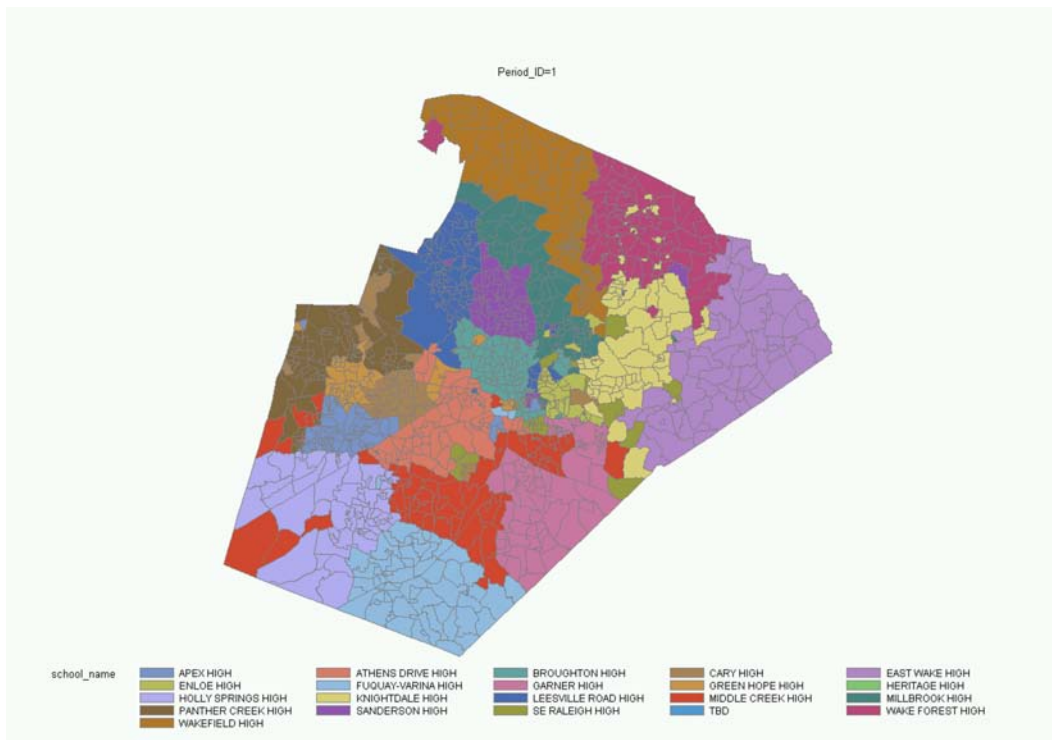 Period_ID=1
school_name APEX HIGH ATHENS DRIVE HIGH BROUGHTON HIGH CARY HIGH EAST WAKE HIGH
ENLOE HIGH FUQUAY-VARINA HIGH GARNER HIGH GREEN HOPE HIGH HERITAGE HIGH
HOLLY SPRINGS HIGH KNIGHTDALE HIGH LEESVILLE ROAD HIGH MIDDLE CREEK HIGH MILLBROOK HIGH
PANTHER CREEK HIGH SANDERSON HIGH SE RALEIGH HIGH TBD WAKE FOREST HIGH
WAKEFIELD HIGH